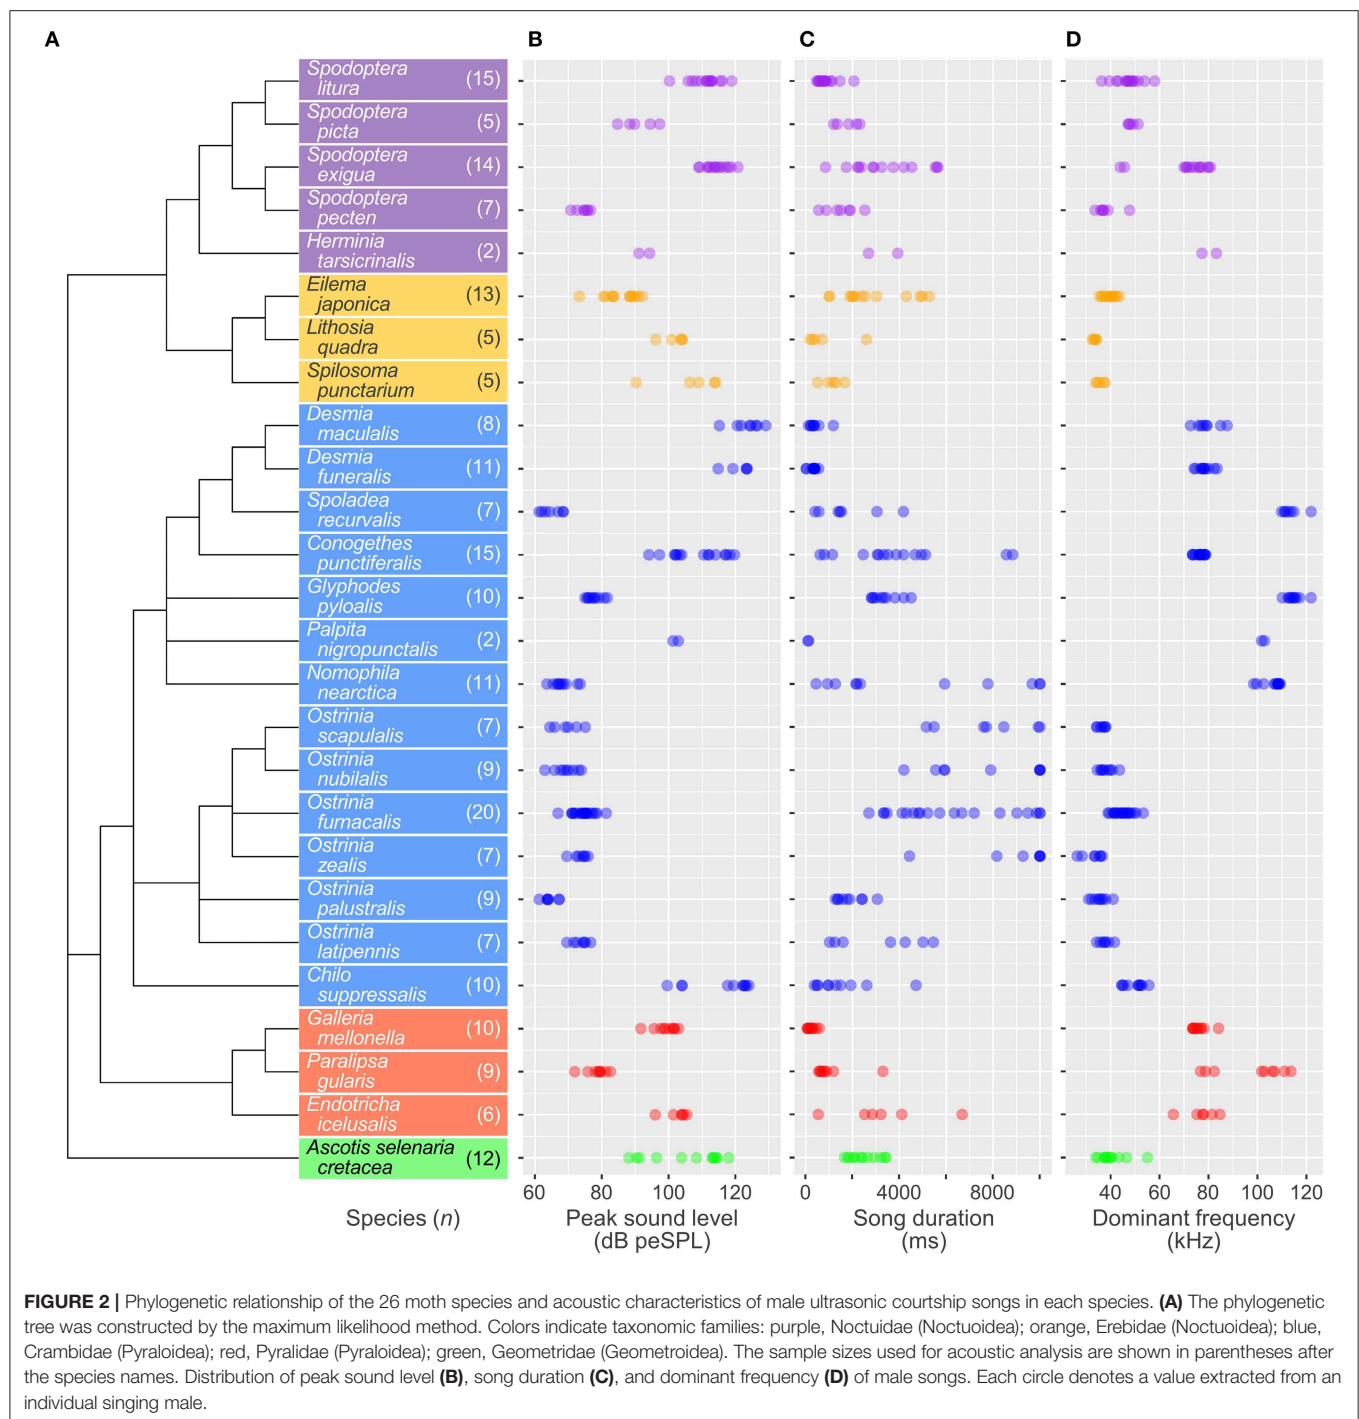 A
B
C
D
Spodoptera
litura
(15)
Spodoptera
picta
(5)
Spodoptera
exigua
(14)
Spodoptera
pecten
(7)
Herminia
tarsicrinalis
(2)
Eilema
japonica
(13)
Lithosia
quadra
(5)
Spilosoma
punctarium
(5)
Desmia
maculalis
(8)
Desmia
funeralis
(11)
Spoladea
recurvalis
(7)
Conogethes
punctiferalis
(15)
Glyphodes
pyloalis
(10)
Palpita
nigropunctalis
(2)
Nomophila
nearctica
(11)
Ostrinia
scapulalis
(7)
Ostrinia
nubilalis
(9)
Ostrinia
furnacalis
(20)
Ostrinia
zealis
(7)
Ostrinia
palustralis
(9)
Ostrinia
latipennis
(7)
Chilo
suppressalis
(10)
Galleria
mellonella
(10)
Paralipsa
gularis
(9)
Endotricha
icelusalis
(6)
Ascotis selenaria
cretacea
(12)
60 80 100 120
0 4000 8000
40 60 80 100 120
Species (n)
Peak sound level
(dB peSPL)
Song duration
(ms)
Dominant frequency
(kHz)
FIGURE 2 | Phylogenetic relationship of the 26 moth species and acoustic characteristics of male ultrasonic courtship songs in each species. (A) The phylogenetic
tree was constructed by the maximum likelihood method. Colors indicate taxonomic families: purple, Noctuidae (Noctuoidea); orange, Erebidae (Noctuoidea); blue,
Crambidae (Pyraloidea); red, Pyralidae (Pyraloidea); green, Geometridae (Geometroidea). The sample sizes used for acoustic analysis are shown in parentheses after
the species names. Distribution of peak sound level (B), song duration (C), and dominant frequency (D) of male songs. Each circle denotes a value extracted from an
individual singing male.